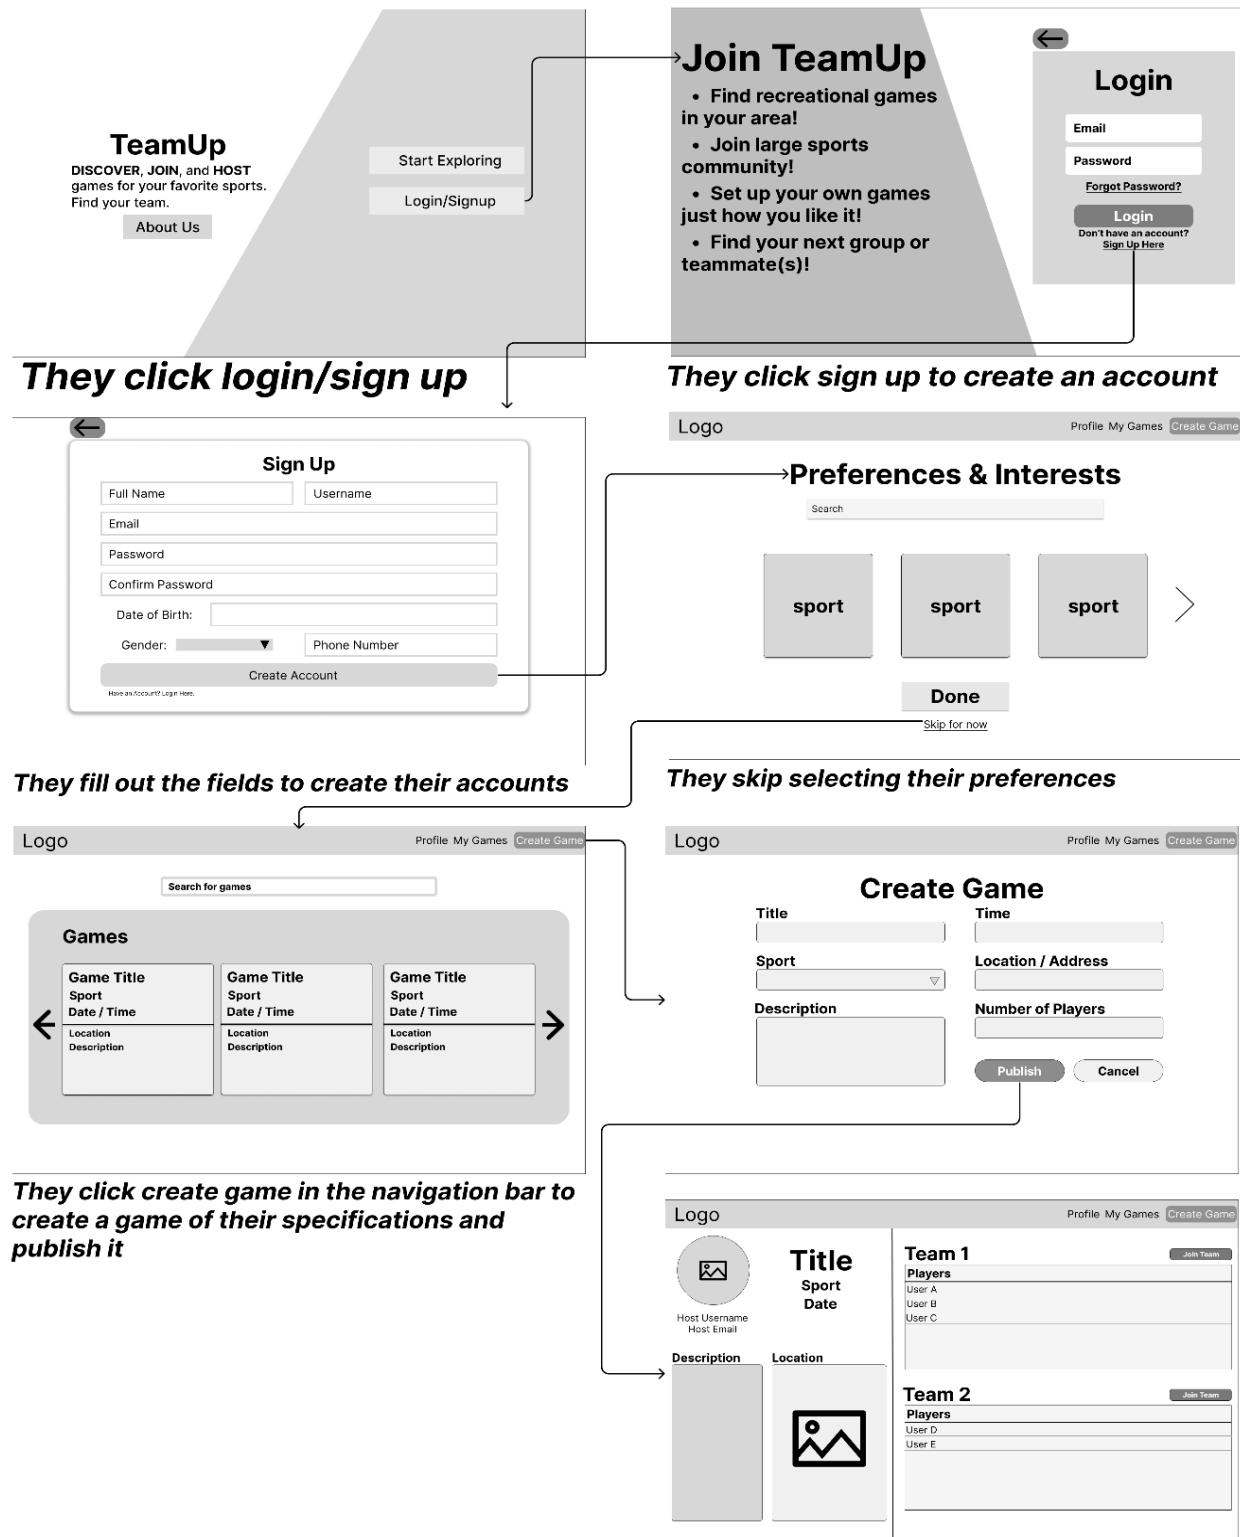 TeamUp
DISCOVER, JOIN, and HOST
games for your favorite sports.
Find your team.
About Us
Start Exploring
Login/Signup
Join TeamUp
• Find recreational games
in your area!
• Join large sports
community!
• Set up your own games
just how you like it!
• Find your next group or
teammate(s)!
Login
Email
Password
Forgot Password?
Login
Don't have an account?
Sign Up Here
They click login/sign up
They click sign up to create an account
Sign Up
Full Name
Username
Email
Password
Confirm Password
Date of Birth:
Gender:
Phone Number
Create Account
Have an Account? Login Here.
Logo
Profile My Games Create Game
Preferences & Interests
Search
sport
sport
sport
Done
Skip for now
They fill out the fields to create their accounts
They skip selecting their preferences
Logo
Profile My Games Create Game
Search for games
Games
Game Title
Sport
Date / Time
Location
Description
Game Title
Sport
Date / Time
Location
Description
Game Title
Sport
Date / Time
Location
Description
Logo
Profile My Games Create Game
Create Game
Title
Time
Sport
Location / Address
Description
Number of Players
Publish
Cancel
They click create game in the navigation bar to
create a game of their specifications and
publish it
Logo
Profile My Games Create Game
Host Username
Host Email
Title
Sport
Date
Description
Location
Team 1
Join Team
Players
User A
User B
User C
Team 2
Join Team
Players
User D
User E